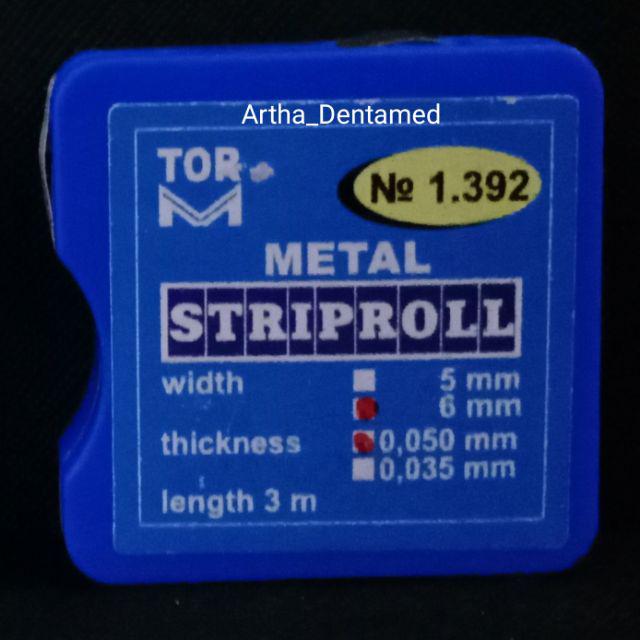 Artha_Dentamed
TOR
№ 1.392
METAL
STRIPROLL
width 5 mm
6 mm
thickness 0,050 mm
0,035 mm
length 3 m